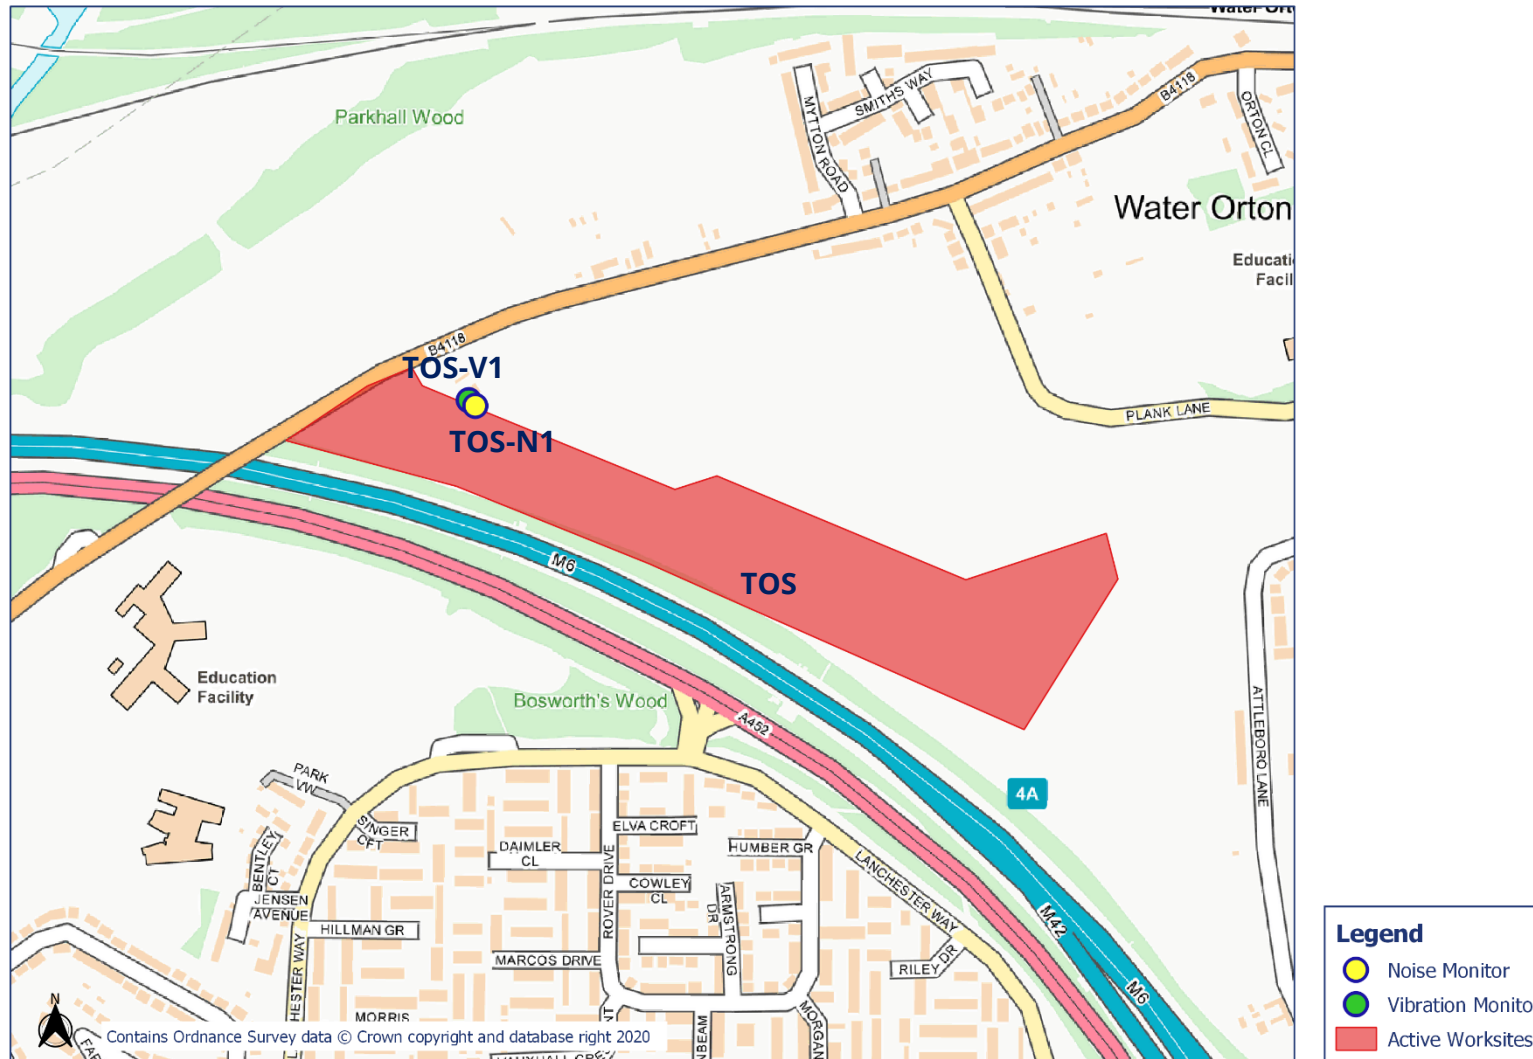 Parkhall Wood
MYTTON ROAD
SMITHS WAY
B4118
ORTON CL
Water Orton
B4118
TOS-V1
TOS-N1
PLANK LANE
M6
TOS
Education
Facility
Bosworth's Wood
A452
ATTLEBORO LANE
4A
PARK
VW
SINGER
CFT
ELVA CROFT
DAIMLER
CL
HUMBER GR
BENTLEY
CT
ROVER DRIVE
COWLEY
CL
LANCHESTER WAY
JENSEN
AVENUE
ARMSTRONG
DR
HILLMAN GR
M42
MARCOS DRIVE
RILEY DR
M6
HESTER WAY
MORRIS
MORGAN
N
Contains Ordnance Survey data © Crown copyright and database right 2020
Legend
Noise Monitor
Vibration Monito
Active Worksites